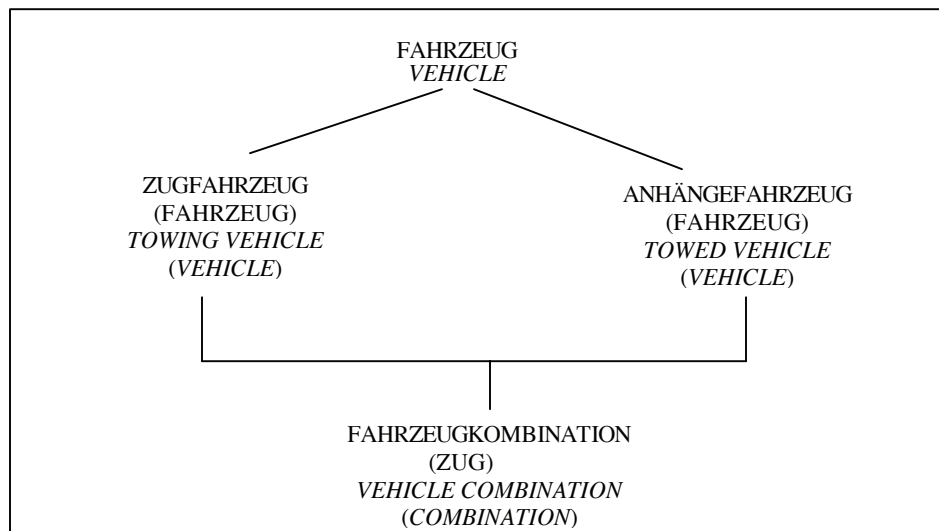 FAHRZEUG
VEHICLE
ZUGFAHRZEUG
(FAHRZEUG)
TOWING VEHICLE
(VEHICLE)
ANHÄNGEFAHRZEUG
(FAHRZEUG)
TOWED VEHICLE
(VEHICLE)
FAHRZEUGKOMBINATION
(ZUG)
VEHICLE COMBINATION
(COMBINATION)